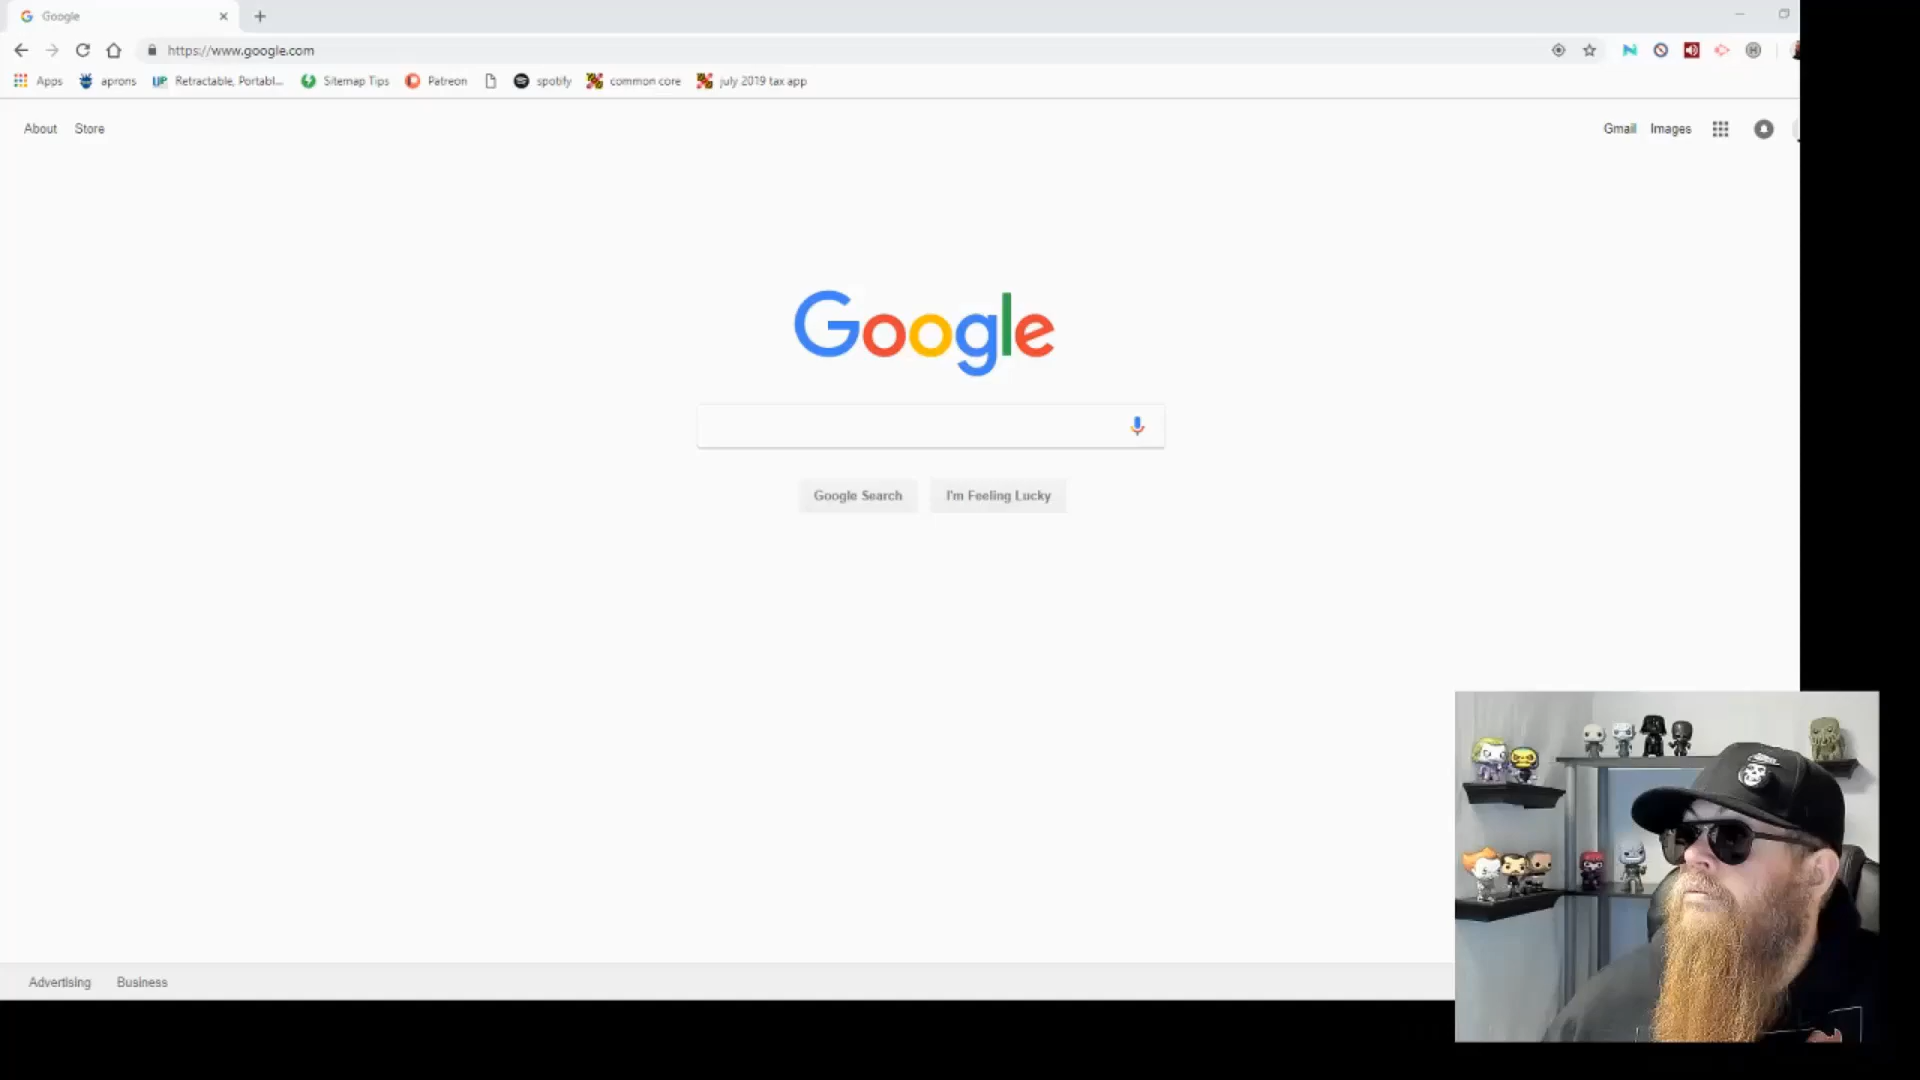 Google
https://www.google.com
Apps aprons UP Retractable, Portabl... Sitemap Tips Patreon spotify common core july 2019 tax app
About Store Gmail Images
Google
Google Search I'm Feeling Lucky
Advertising Business